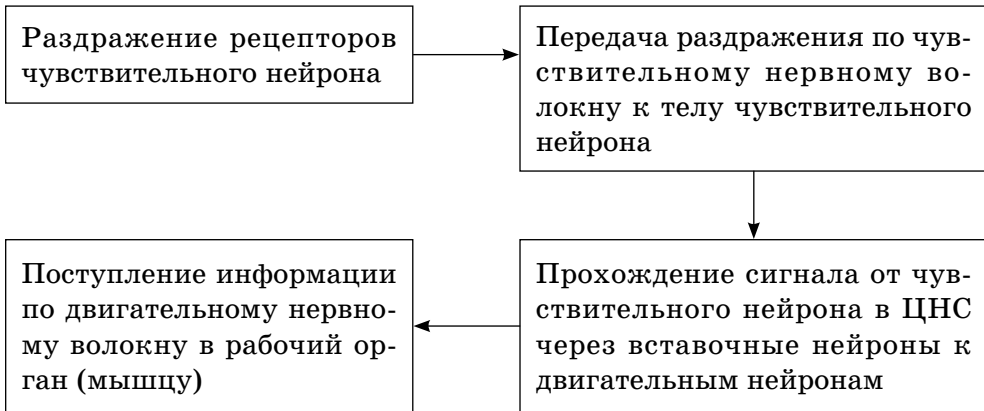 Раздражение рецепторов
чувствительного нейрона
Передача раздражения по чув-
ствительному нервному во-
локну к телу чувствительного
нейрона
Прохождение сигнала от чув-
ствительного нейрона в ЦНС
через вставочные нейроны к
двигательным нейронам
Поступление информации
по двигательному нервно-
му волокну в рабочий ор-
ган (мышцу)